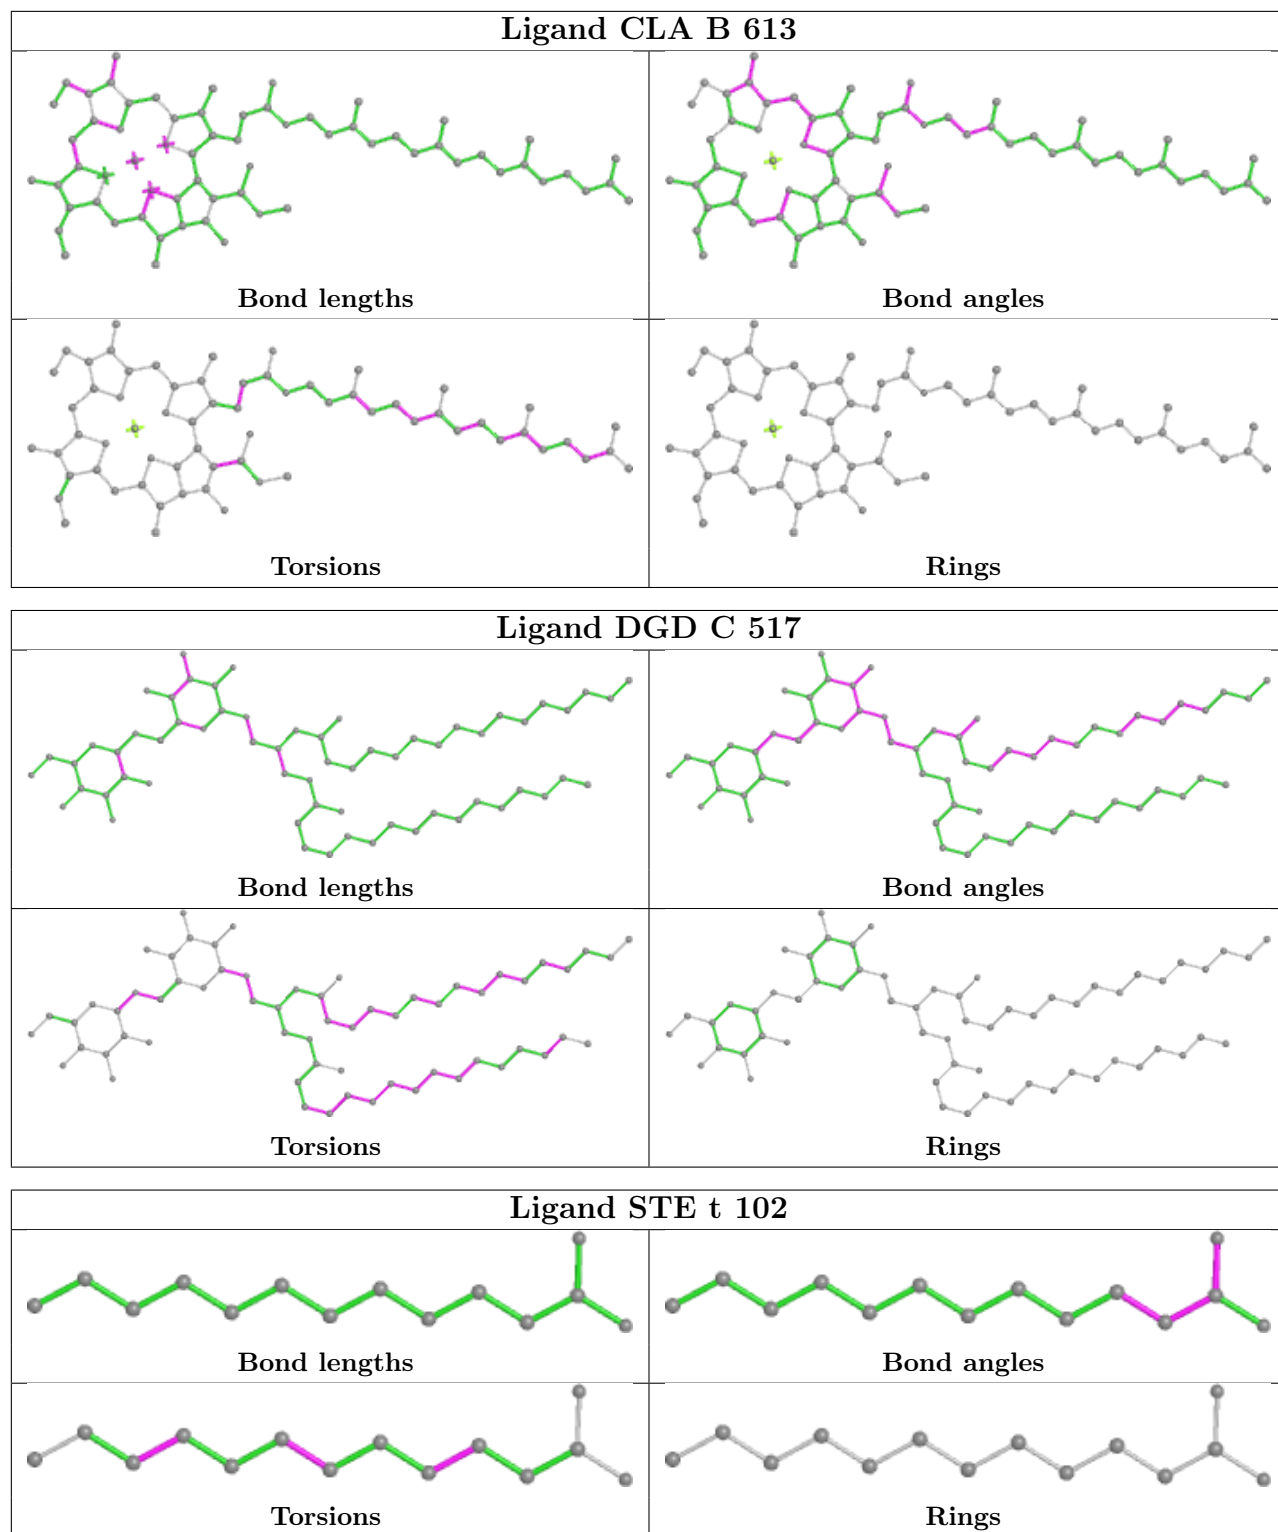 Ligand CLA B 613
Bond lengths
Bond angles
Torsions
Rings
Ligand DGD C 517
Bond lengths
Bond angles
Torsions
Rings
Ligand STE t 102
Bond lengths
Bond angles
Torsions
Rings